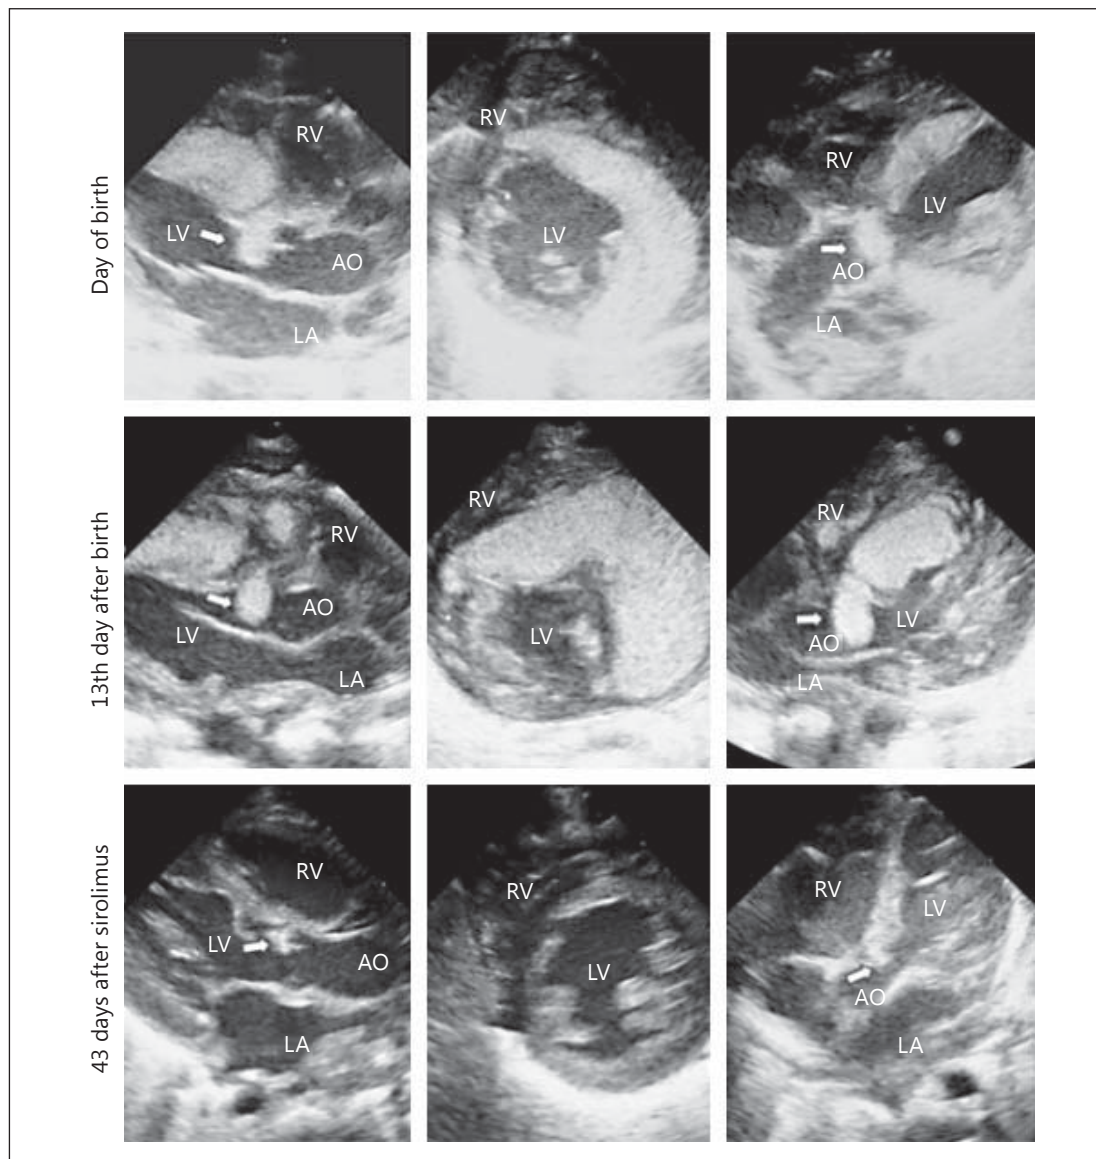 Day of birth
RV
LV
AO
LA
RV
LV
RV
LV
AO
LA
13th day after birth
RV
AO
LV
LA
RV
LV
RV
LV
AO
LA
43 days after sirolimus
RV
LV
AO
LA
RV
LV
RV
LV
AO
LA